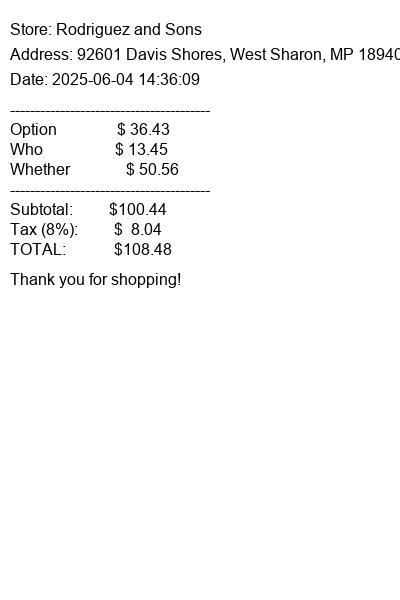 Store: Rodriguez and Sons
Address: 92601 Davis Shores, West Sharon, MP 18940
Date: 2025-06-04 14:36:09
----------------------------------------
Option $ 36.43
Who $ 13.45
Whether $ 50.56
----------------------------------------
Subtotal: $100.44
Tax (8%): $ 8.04
TOTAL: $108.48
Thank you for shopping!